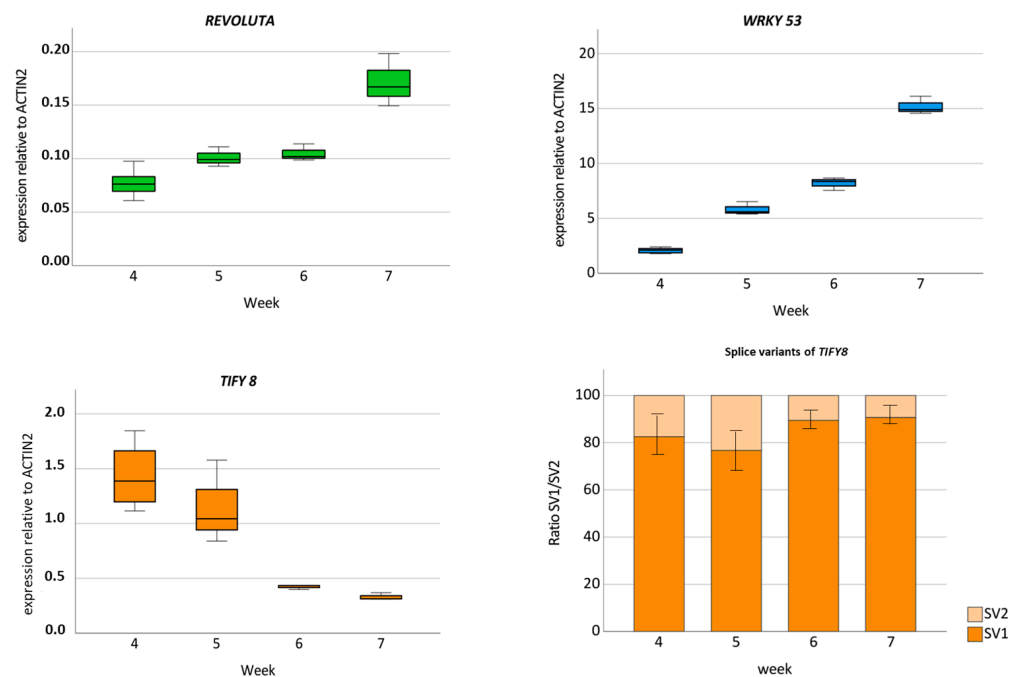 REVOLUTA
expression relative to ACTIN2
0.20
0.15
0.10
0.05
0.00
4 5 6 7
Week
WRKY 53
expression relative to ACTIN2
20
15
10
5
0
4 5 6 7
Week
TIFY 8
expression relative to ACTIN2
2.0
1.5
1.0
0.5
0.0
4 5 6 7
Week
Splice variants of TIFY8
Ratio SV1/SV2
100
80
60
40
20
0
4 5 6 7
week
SV2
SV1